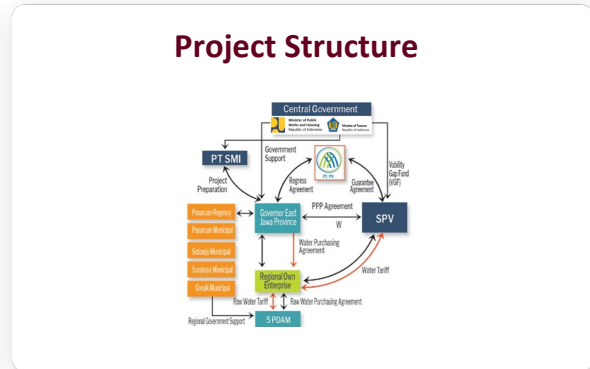 Project Structure
Central Government
Minister of Public
Works and Housing
Republic of Indonesia
Minister of Finance
Republic of Indonesia
PT SMI
Government
Support
Project
Preparation
Regress
Agreement
PT. PII
Guarantee
Agreement
Viability
Gap Fund
(VGF)
Pasuruan Regency
Pasuruan Municipal
Sidoarjo Municipal
Surabaya Municipal
Gresik Municipal
Governor East
Jawa Province
PPP Agreement
W
SPV
Water Purchasing
Agreement
Regional Own
Enterprise
Water Tariff
Raw Water Tariff
Raw Water Purchasing Agreement
Regional Government Support
5 PDAM